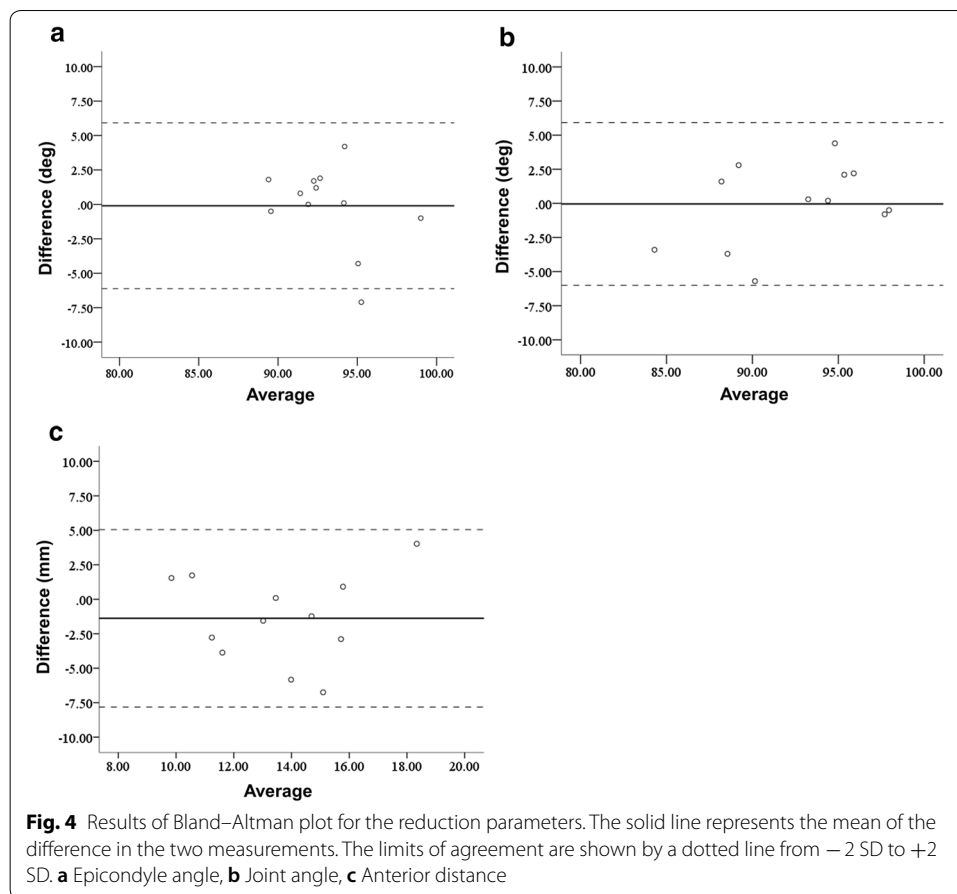 a
10.00
7.50
5.00
2.50
.00
-2.50
-5.00
-7.50
-10.00
Difference (deg)
80.00 85.00 90.00 95.00 100.00
Average
b
10.00
7.50
5.00
2.50
.00
-2.50
-5.00
-7.50
-10.00
Difference (deg)
80.00 85.00 90.00 95.00 100.00
Average
c
10.00
7.50
5.00
2.50
.00
-2.50
-5.00
-7.50
-10.00
Difference (mm)
8.00 10.00 12.00 14.00 16.00 18.00 20.00
Average
Fig. 4 Results of Bland–Altman plot for the reduction parameters. The solid line represents the mean of the
difference in the two measurements. The limits of agreement are shown by a dotted line from − 2 SD to +2
SD. a Epicondyle angle, b Joint angle, c Anterior distance